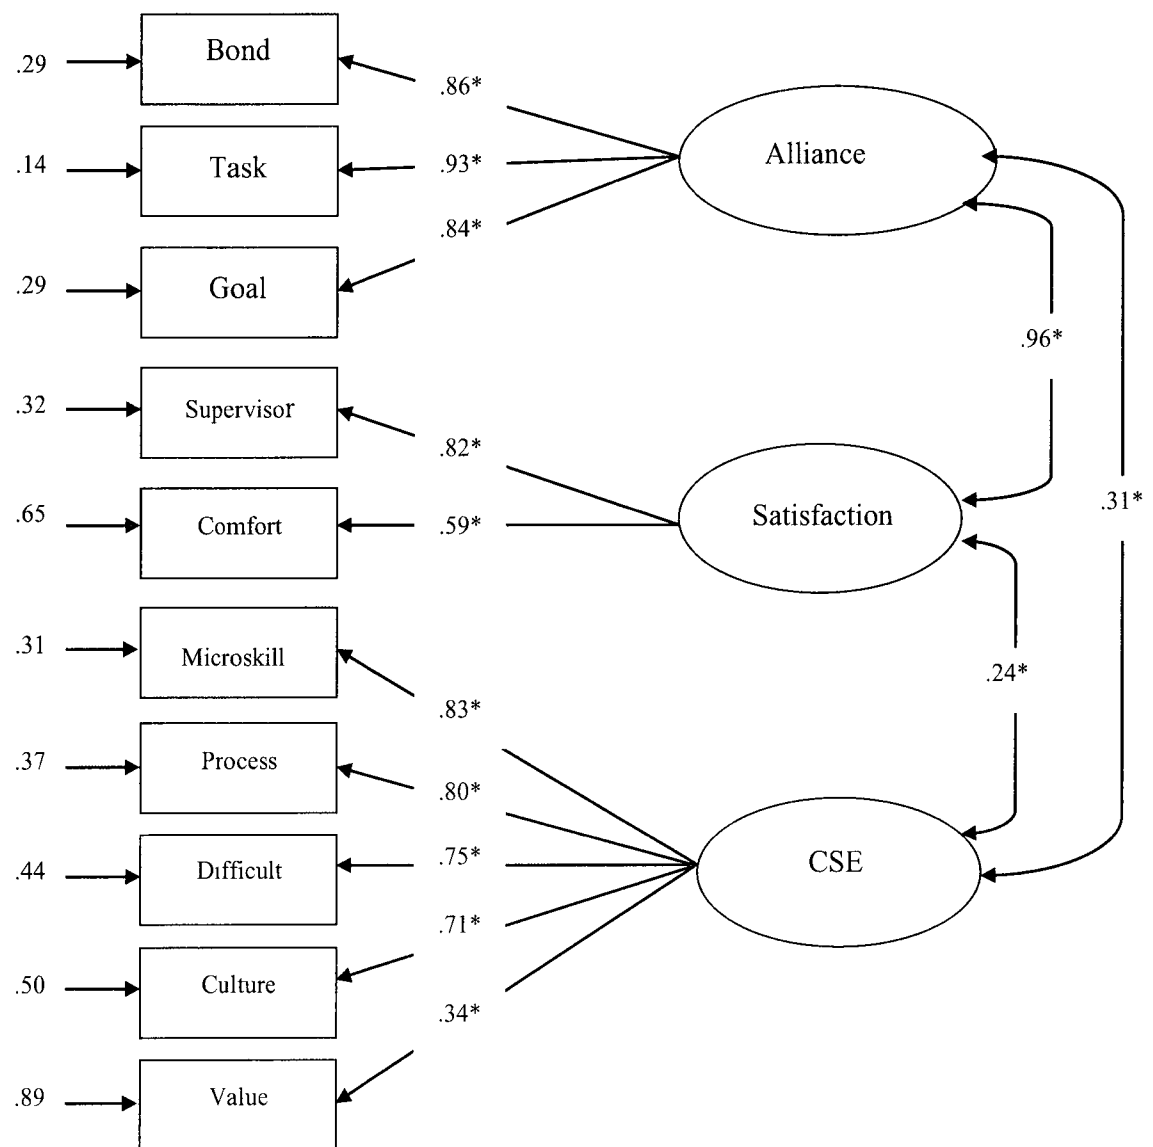 Bond
.29
.86*
Alliance
Task
.14
.93*
.84*
Goal
.29
.96*
Supervisor
.32
.82*
.31*
Satisfaction
Comfort
.65
.59*
Microskill
.31
.24*
.83*
Process
.37
.80*
Difficult
.44
.75*
CSE
.71*
Culture
.50
.34*
Value
.89